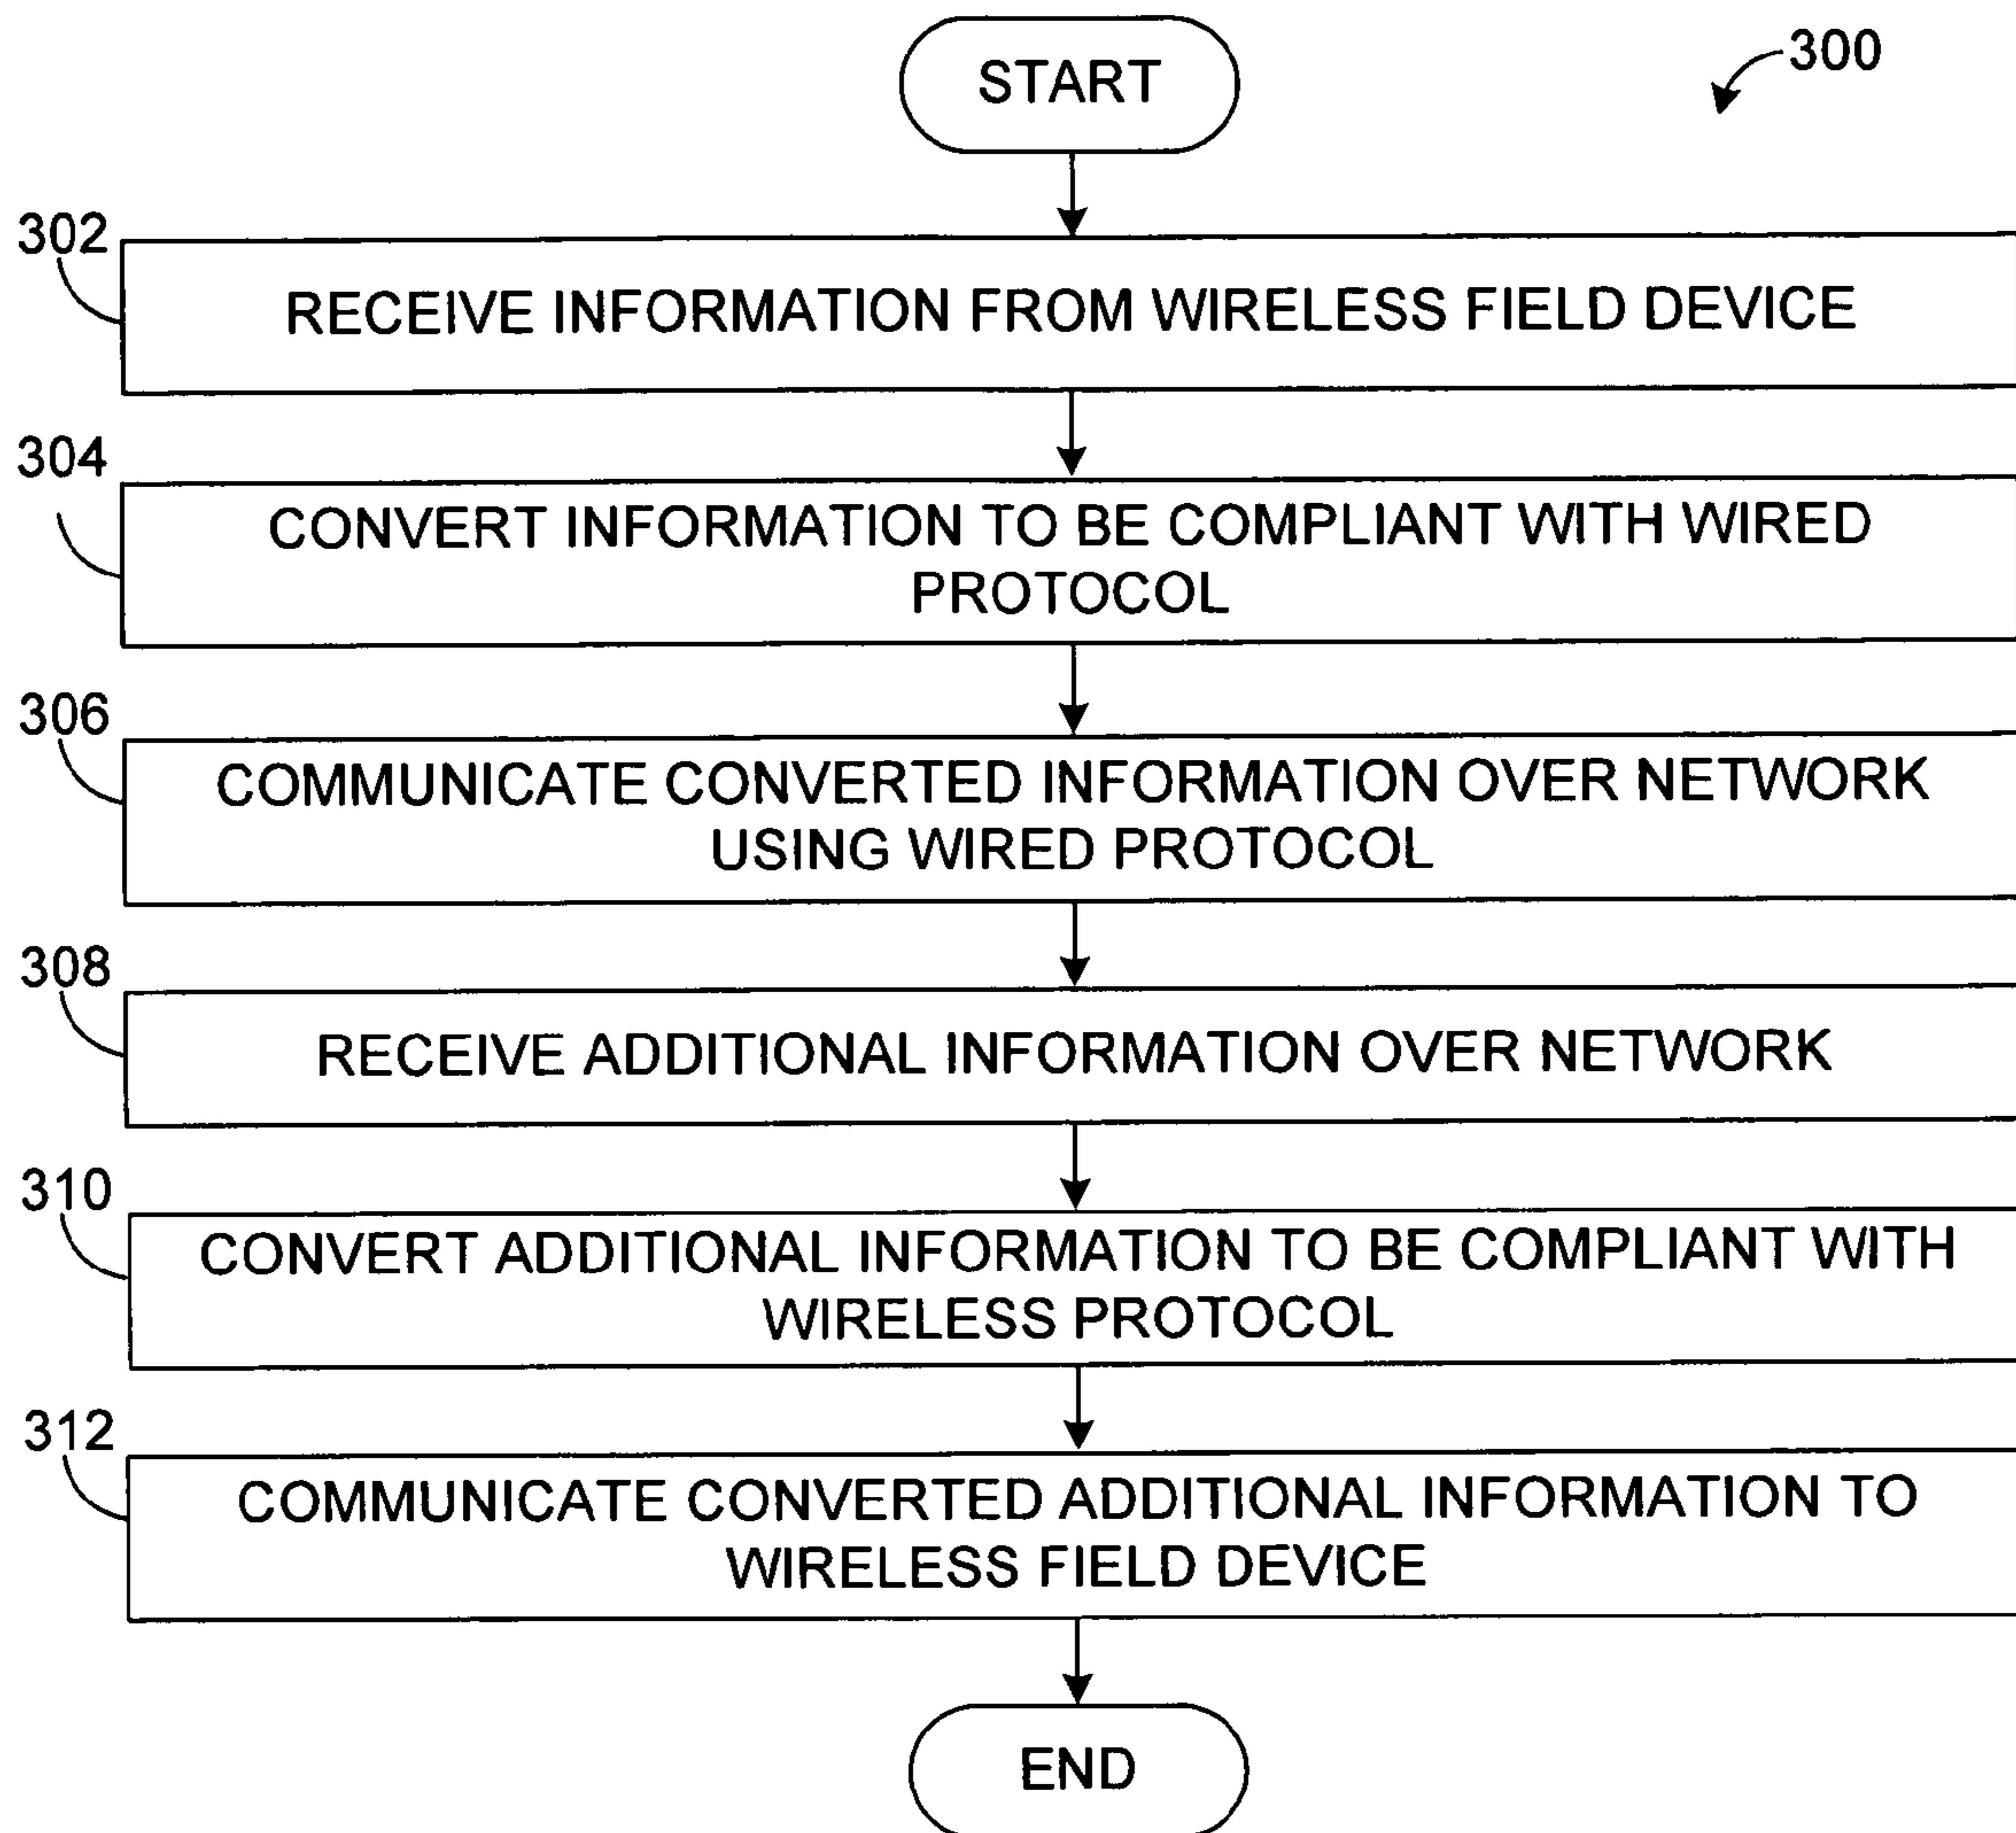 START
300
302
RECEIVE INFORMATION FROM WIRELESS FIELD DEVICE
304
CONVERT INFORMATION TO BE COMPLIANT WITH WIRED
PROTOCOL
306
COMMUNICATE CONVERTED INFORMATION OVER NETWORK
USING WIRED PROTOCOL
308
RECEIVE ADDITIONAL INFORMATION OVER NETWORK
310
CONVERT ADDITIONAL INFORMATION TO BE COMPLIANT WITH
WIRELESS PROTOCOL
312
COMMUNICATE CONVERTED ADDITIONAL INFORMATION TO
WIRELESS FIELD DEVICE
END